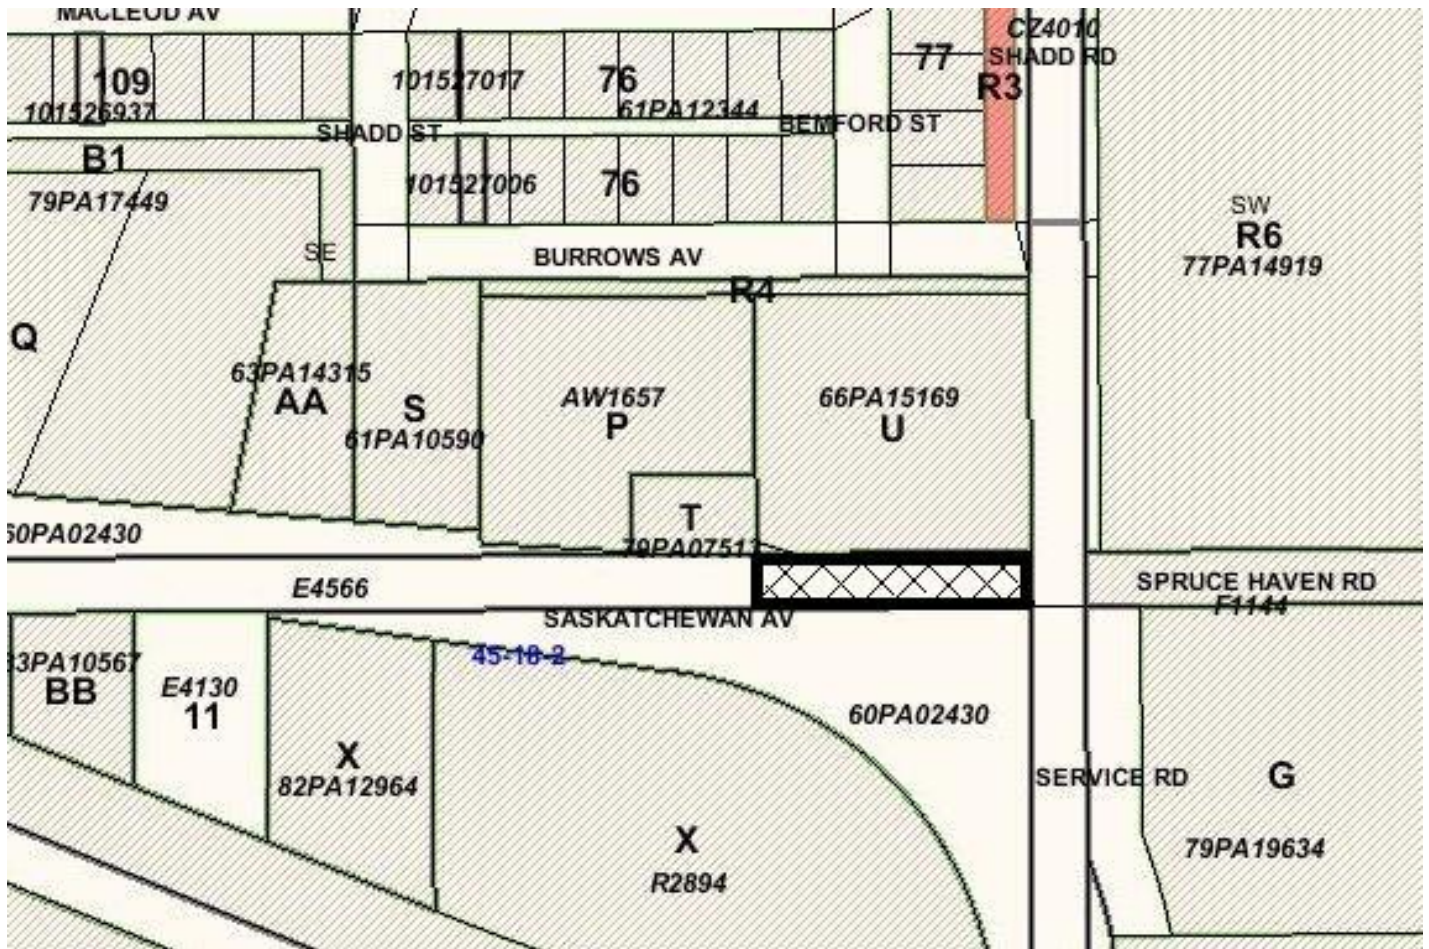 MACLEOD AV
CZ4010
SHADD RD
77
109
101527017
76
R3
101526937
61PA12344
SHADD ST
BEMFORD ST
B1
101527006
76
79PA17449
SW
R6
77PA14919
SE
BURROWS AV
R4
Q
63PA14315
AA
S
61PA10590
AW1657
P
66PA15169
U
T
60PA02430
E4566
SPRUCE HAVEN RD
F1144
SASKATCHEWAN AV
45-18-2
BB
E4130
11
60PA02430
X
82PA12964
SERVICE RD
G
X
R2894
79PA19634